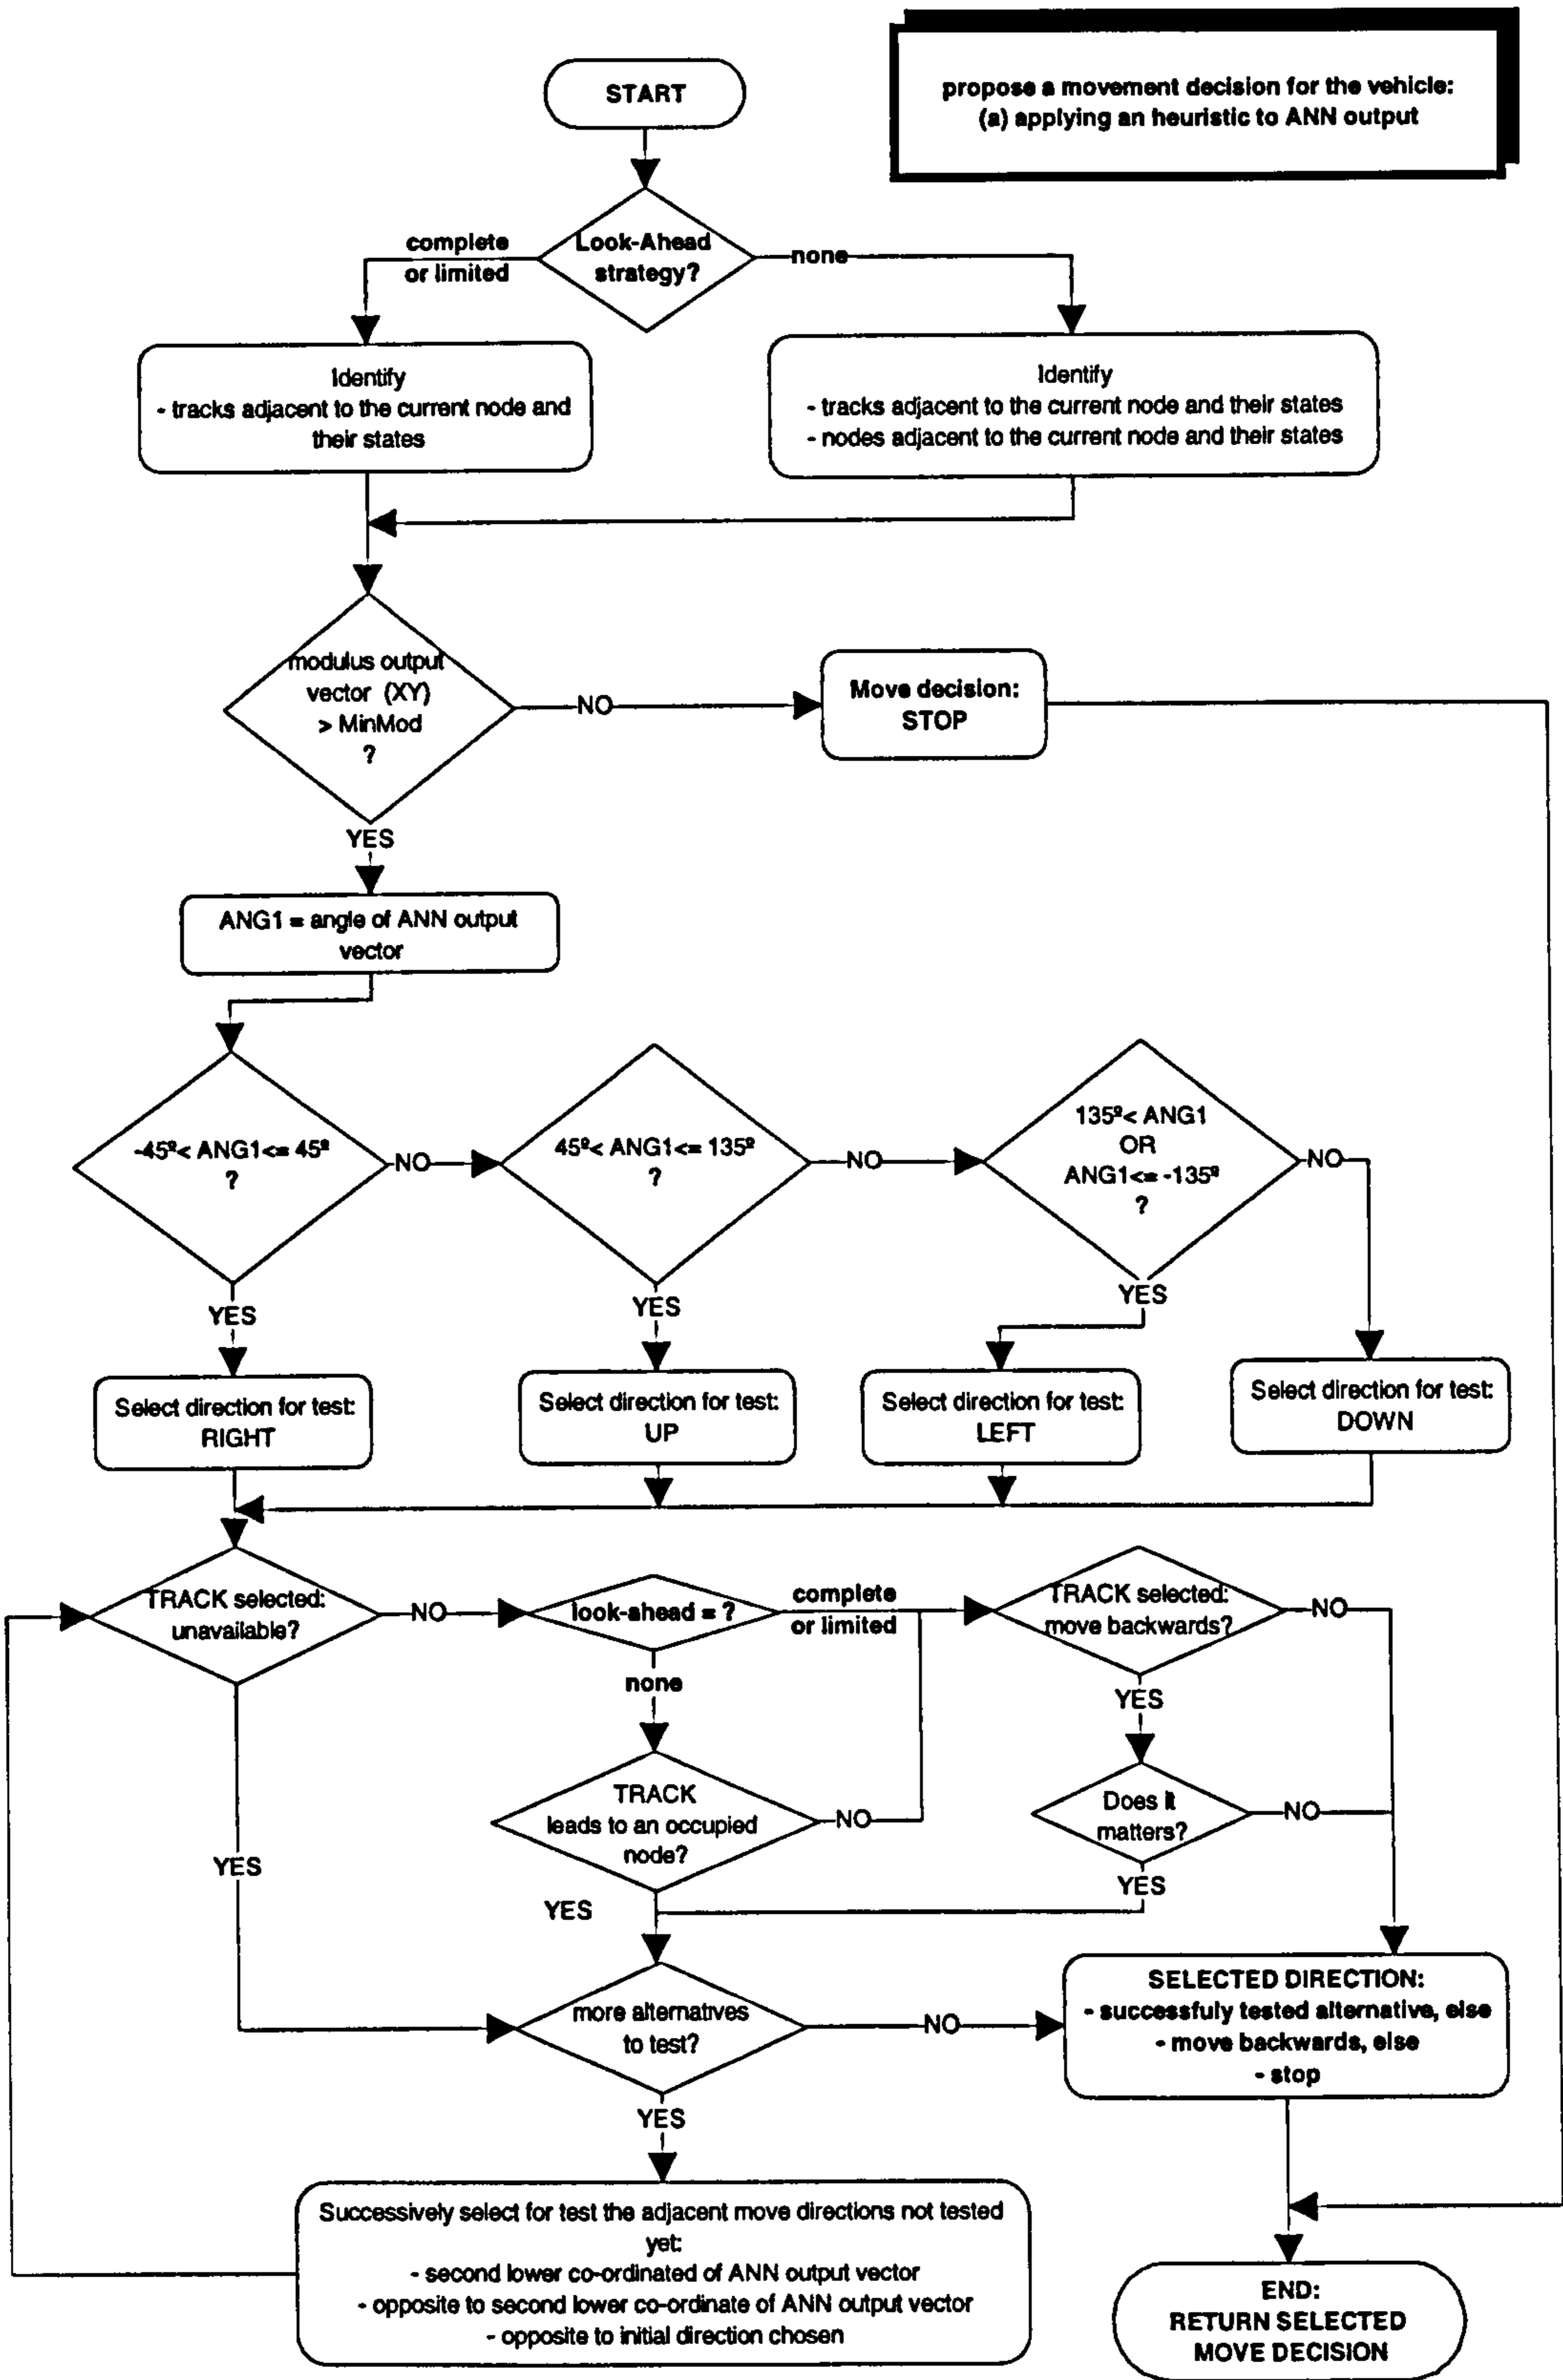 propose a movement decision for the vehicle:
(a) applying an heuristic to ANN output
START
Look-Ahead
strategy?
complete
or limited
none
Identify
- tracks adjacent to the current node and
their states
Identify
- tracks adjacent to the current node and their states
- nodes adjacent to the current node and their states
modulus output
vector (XY)
> MinMod
?
NO
Move decision:
STOP
YES
ANG1 = angle of ANN output
vector
-45º< ANG1<= 45º
?
NO
45º< ANG1<= 135º
?
NO
135º< ANG1
OR
ANG1<= -135º
?
NO
YES
YES
YES
Select direction for test:
RIGHT
Select direction for test:
UP
Select direction for test:
LEFT
Select direction for test:
DOWN
TRACK selected:
unavailable?
NO
look-ahead = ?
complete
or limited
TRACK selected:
move backwards?
NO
none
YES
TRACK
leads to an occupied
node?
NO
Does it
matters?
NO
YES
YES
YES
more alternatives
to test?
NO
SELECTED DIRECTION:
- successfuly tested alternative, else
- move backwards, else
- stop
YES
Successively select for test the adjacent move directions not tested
yet:
- second lower co-ordinated of ANN output vector
- opposite to second lower co-ordinate of ANN output vector
- opposite to initial direction chosen
END:
RETURN SELECTED
MOVE DECISION